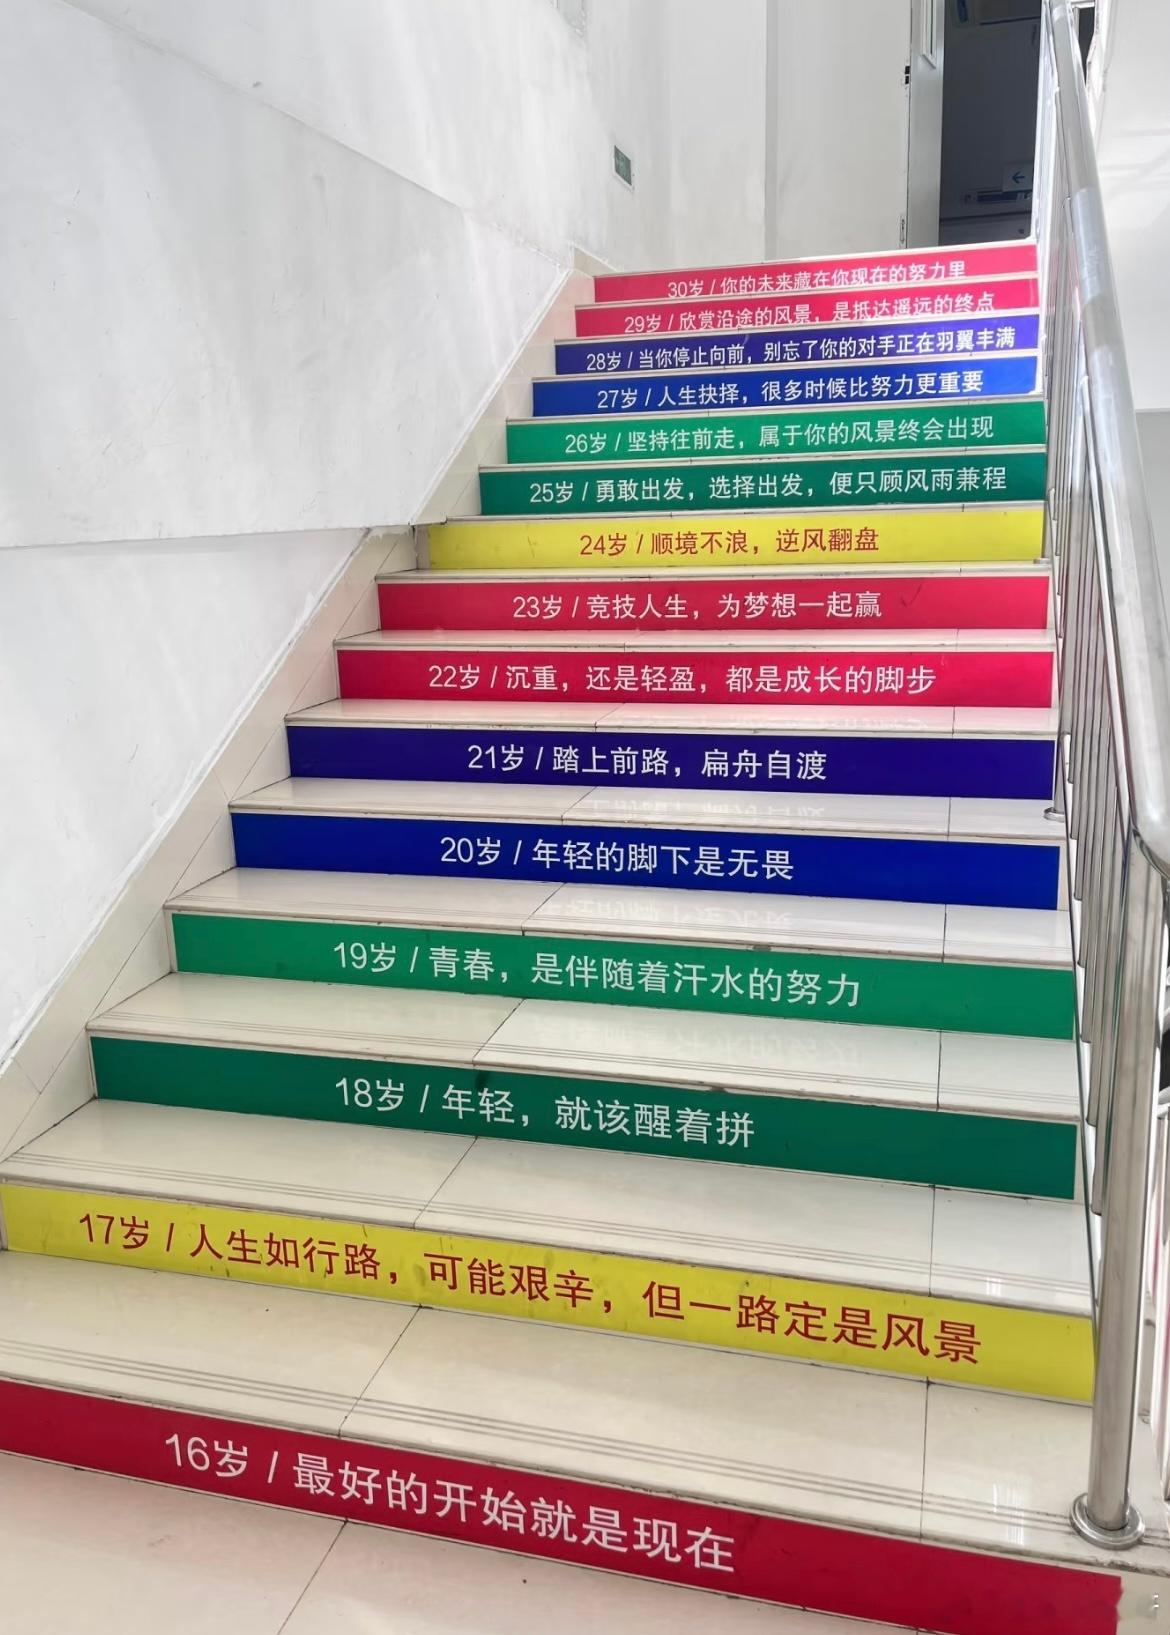 30岁 / 你的未来藏在你现在的努力里
29岁 / 欣赏沿途的风景，是抵达遥远的终点
28岁 / 当你停止向前，别忘了你的对手正在羽翼丰满
27岁 / 人生抉择，很多时候比努力更重要
26岁 / 坚持往前走，属于你的风景终会出现
25岁 / 勇敢出发，选择出发，便只顾风雨兼程
24岁 / 顺境不浪，逆风翻盘
23岁 / 竞技人生，为梦想一起赢
22岁 / 沉重，还是轻盈，都是成长的脚步
21岁 / 踏上前路，扁舟自渡
20岁 / 年轻的脚下是无畏
19岁 / 青春，是伴随着汗水的努力
18岁 / 年轻，就该醒着拼
17岁 / 人生如行路，可能艰辛，但一路定是风景
16岁 / 最好的开始就是现在